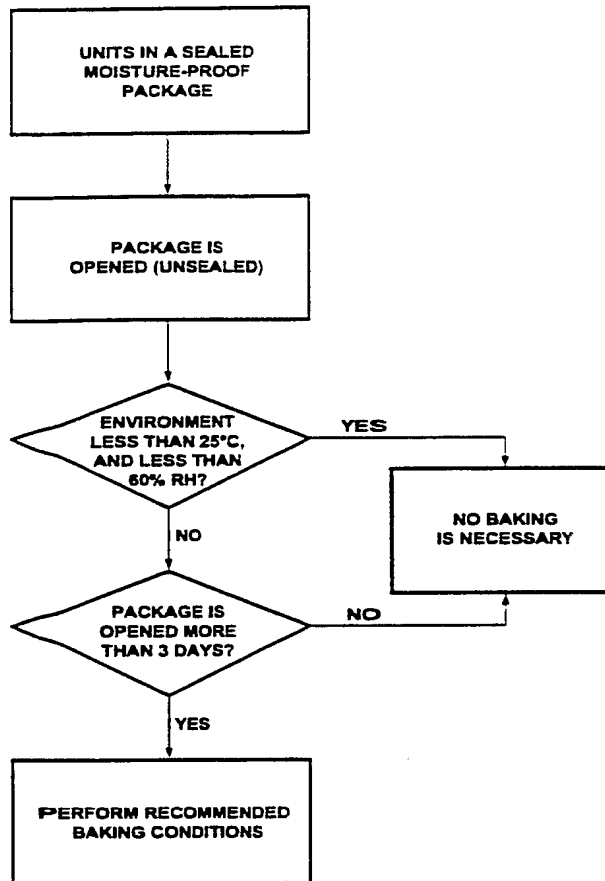 UNITS IN A SEALED
MOISTURE-PROOF
PACKAGE
PACKAGE IS
OPENED (UNSEALED)
ENVIRONMENT
LESS THAN 25°C,
AND LESS THAN
60% RH?
YES
NO BAKING
IS NECESSARY
NO
PACKAGE IS
OPENED MORE
THAN 3 DAYS?
NO
YES
PERFORM RECOMMENDED
BAKING CONDITIONS